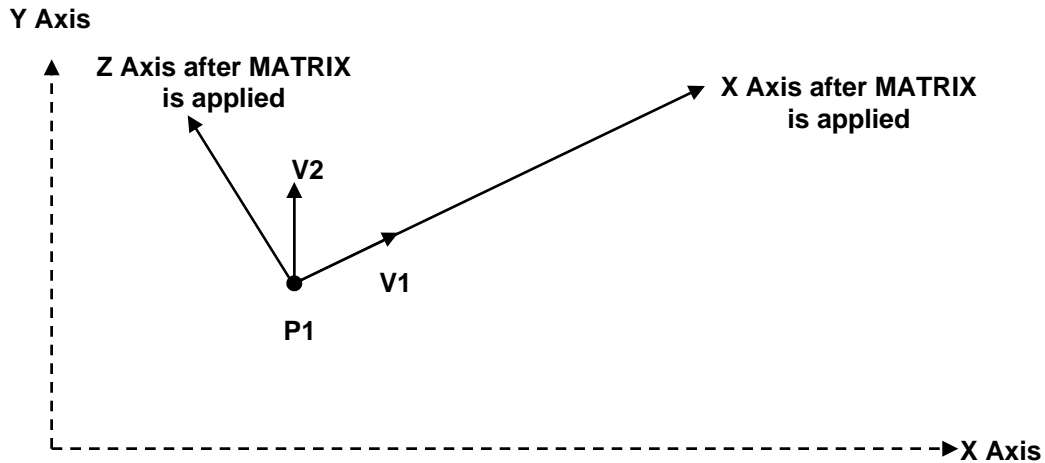 Y Axis
Z Axis after MATRIX
is applied
X Axis after MATRIX
is applied
V2
V1
P1
X Axis